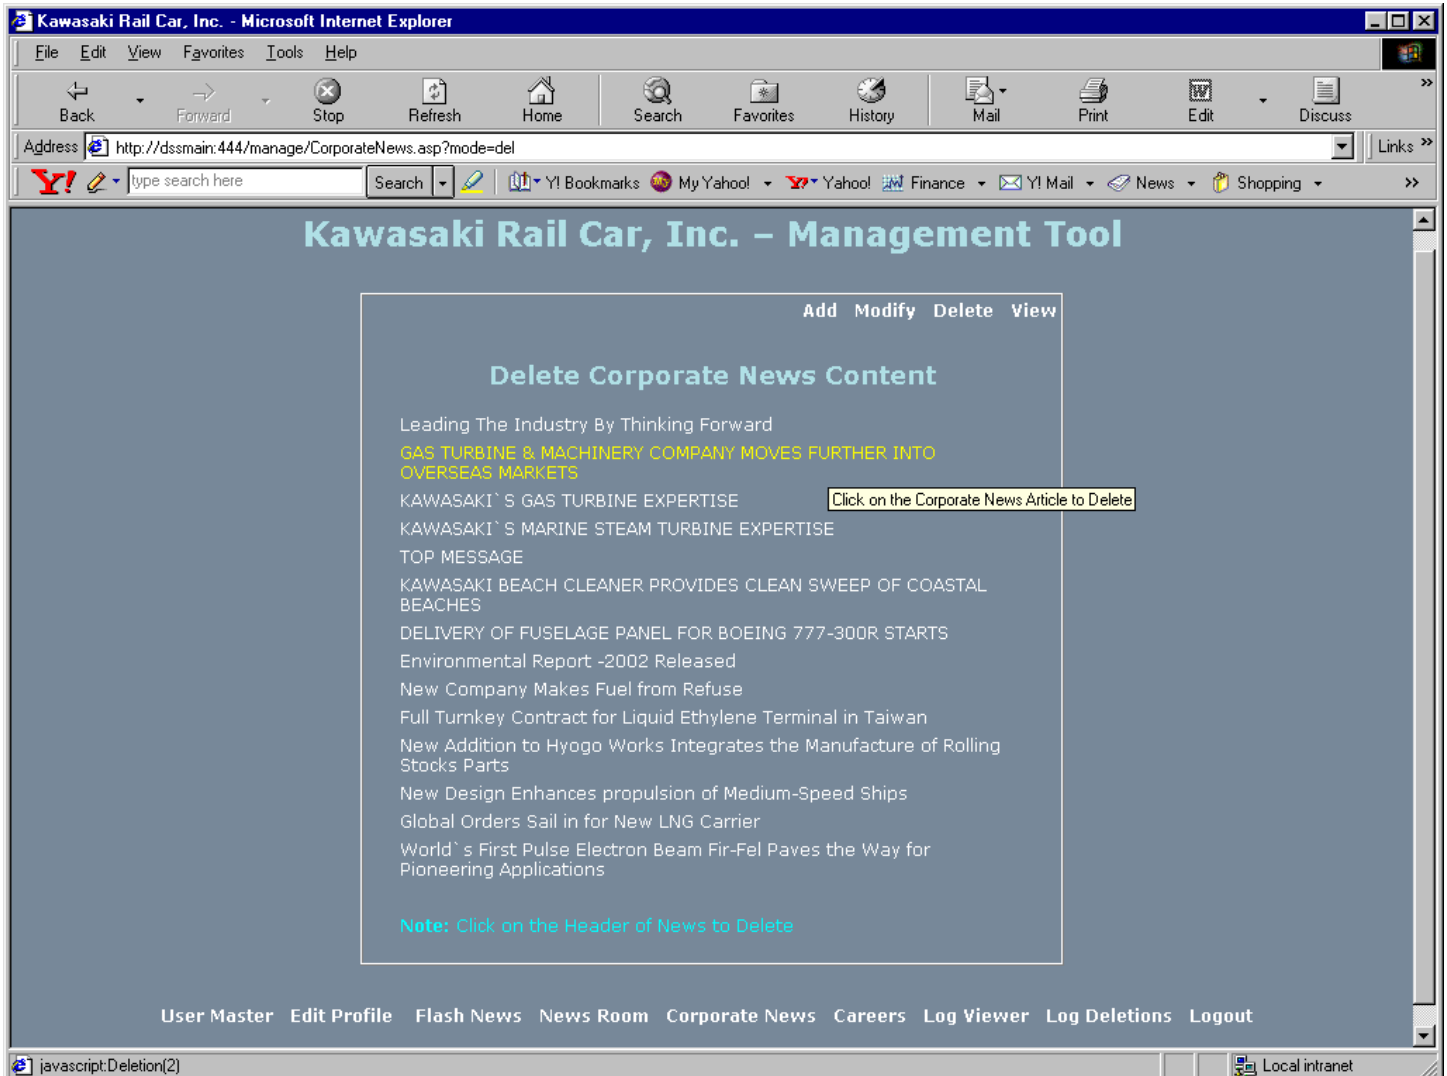 Kawasaki Rail Car, Inc. - Microsoft Internet Explorer
File Edit View Favorites Tools Help
Back Forward Stop Refresh Home Search Favorites History Mail Print Edit Discuss »
Address http://dssmain:444/manage/CorporateNews.asp?mode=del Links »
Y! type search here Search Y! Bookmarks My Yahoo! Yahoo! Finance Y! Mail News Shopping »
Kawasaki Rail Car, Inc. – Management Tool
Add Modify Delete View
Delete Corporate News Content
Leading The Industry By Thinking Forward
GAS TURBINE & MACHINERY COMPANY MOVES FURTHER INTO
OVERSEAS MARKETS
KAWASAKI`S GAS TURBINE EXPERTISE
Click on the Corporate News Article to Delete
KAWASAKI`S MARINE STEAM TURBINE EXPERTISE
TOP MESSAGE
KAWASAKI BEACH CLEANER PROVIDES CLEAN SWEEP OF COASTAL
BEACHES
DELIVERY OF FUSELAGE PANEL FOR BOEING 777-300R STARTS
Environmental Report -2002 Released
New Company Makes Fuel from Refuse
Full Turnkey Contract for Liquid Ethylene Terminal in Taiwan
New Addition to Hyogo Works Integrates the Manufacture of Rolling
Stocks Parts
New Design Enhances propulsion of Medium-Speed Ships
Global Orders Sail in for New LNG Carrier
World`s First Pulse Electron Beam Fir-Fel Paves the Way for
Pioneering Applications
Note: Click on the Header of News to Delete
User Master Edit Profile Flash News News Room Corporate News Careers Log Viewer Log Deletions Logout
javascript:Deletion(2) Local intranet